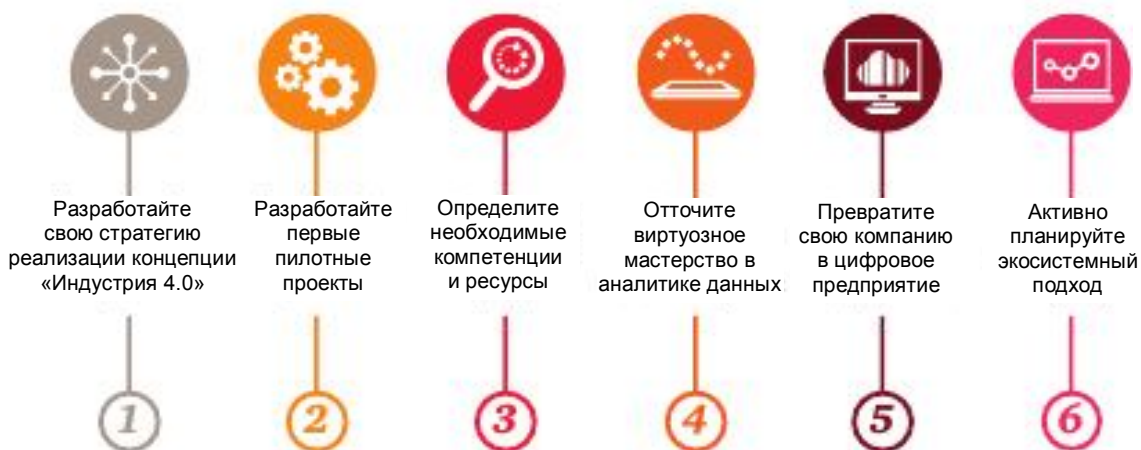 Разработайте
свою стратегию
реализации концепции
«Индустрия 4.0»
Разработайте
первые
пилотные
проекты
Определите
необходимые
компетенции
и ресурсы
Отточите
виртуозное
мастерство в
аналитике данных
Превратите
свою компанию
в цифровое
предприятие
Активно
планируйте
экосистемный
подход
1
2
3
4
5
6